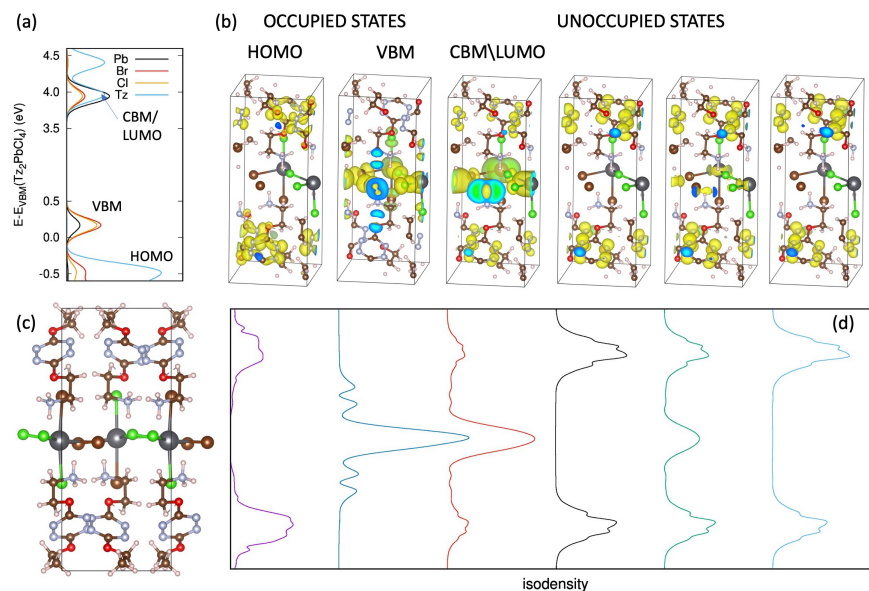 (a)
4.5
4.0
3.5
0.5
0.0
-0.5
E-E_VBM(Tz₂PbCl₄) (eV)
Pb
Br
Cl
Tz
CBM/
LUMO
VBM
HOMO
(b)
OCCUPIED STATES
UNOCCUPIED STATES
HOMO
VBM
CBM\LUMO
(c)
(d)
isodensity